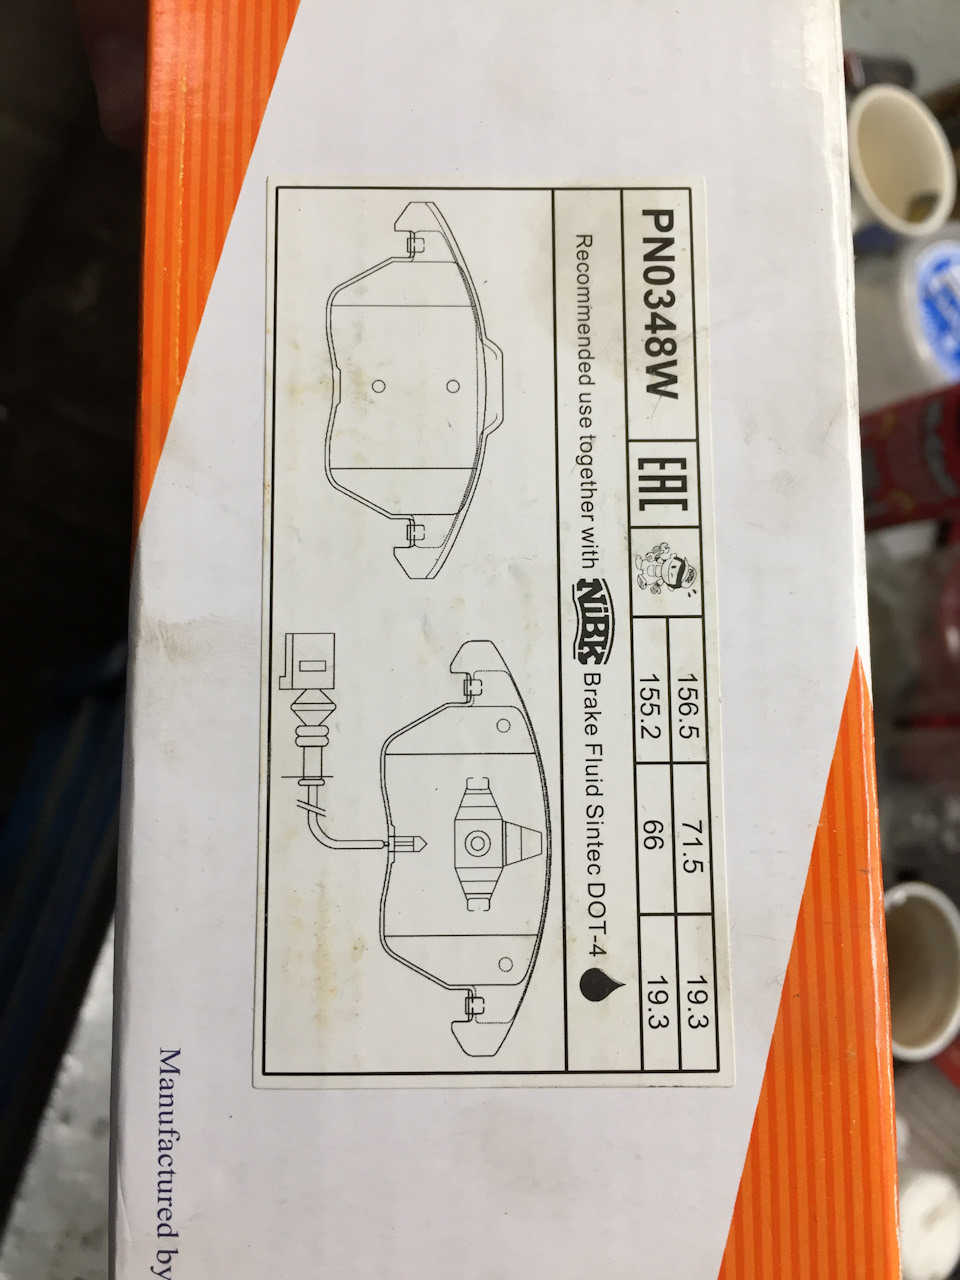 PN0348W
EAC
156.5 71.5 19.3
155.2 66 19.3
Recommended use together with NiBK Brake Fluid Sintec DOT-4
Manufactured by